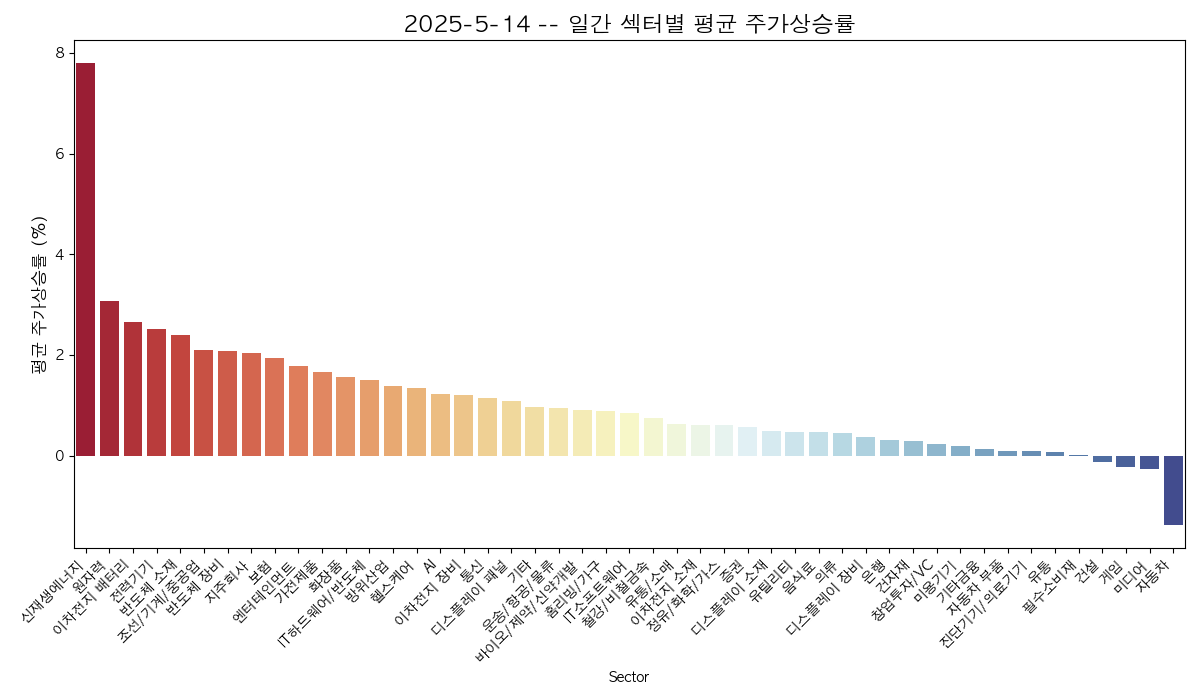 2025-5-14 -- 일간 섹터별 평균 주가상승률
평균 주가상승률 (%)
8
6
4
2
0
신재생에너지
원자력
이차전지 배터리
전력기기
반도체 소재
조선/기계/중공업
반도체 장비
지주회사
보험
엔터테인먼트
가전제품
화장품
IT하드웨어/반도체
방위산업
헬스케어
AI
이차전지 장비
통신
디스플레이 패널
기타
운송/항공/물류
바이오/제약/신약개발
홈리빙/가구
IT소프트웨어
철강/비철금속
유통/소매
이차전지 소재
정유/화학/가스
증권
디스플레이 소재
유틸리티
음식료
의류
디스플레이 장비
은행
건자재
창업투자/VC
미용기기
기타금융
자동차 부품
진단기기/의료기기
유통
필수소비재
건설
게임
미디어
자동차
Sector